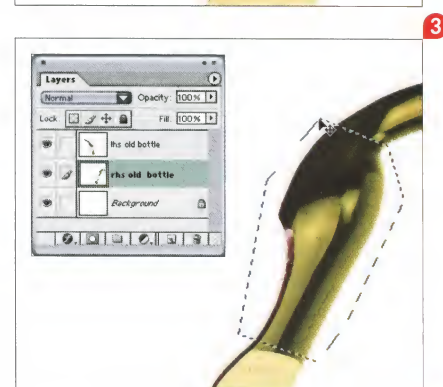 3
Layers
Normal
Opacity: 100%
Lock:
Fill: 100%
lhs old bottle
rhs old bottle
Background